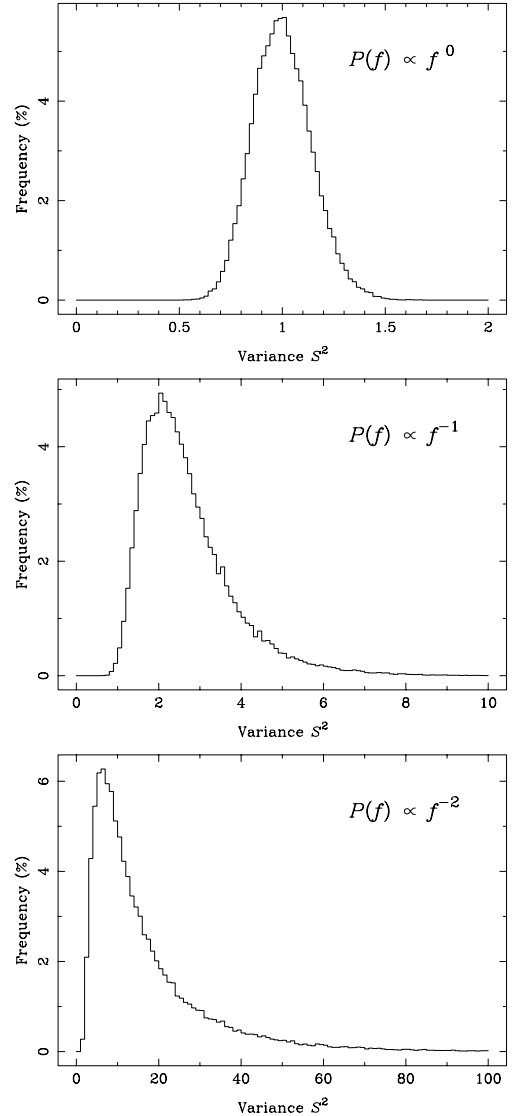 P(f) ∝ f⁰
Frequency (%)
4
2
0
0 0.5 1 1.5 2
Variance S²
P(f) ∝ f⁻¹
Frequency (%)
4
2
0
0 2 4 6 8 10
Variance S²
P(f) ∝ f⁻²
Frequency (%)
6
4
2
0
0 20 40 60 80 100
Variance S²